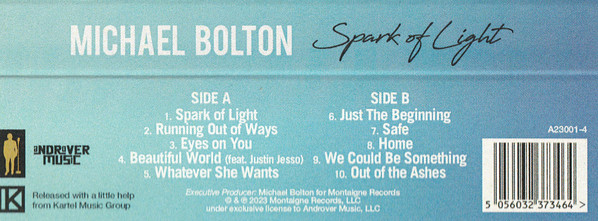 MICHAEL BOLTON Spark of Light
SIDE A
1. Spark of Light
2. Running Out of Ways
3. Eyes on You
4. Beautiful World (feat. Justin Jesso)
5. Whatever She Wants
SIDE B
6. Just The Beginning
7. Safe
8. Home
9. We Could Be Something
10. Out of the Ashes
ANDROVER
MUSIC
K
Released with a little help
from Kartel Music Group
Executive Producer: Michael Bolton for Montaigne Records
© & ℗ 2023 Montaigne Records, LLC
under exclusive license to Androver Music, LLC
A23001-4
5 056032 373464 >